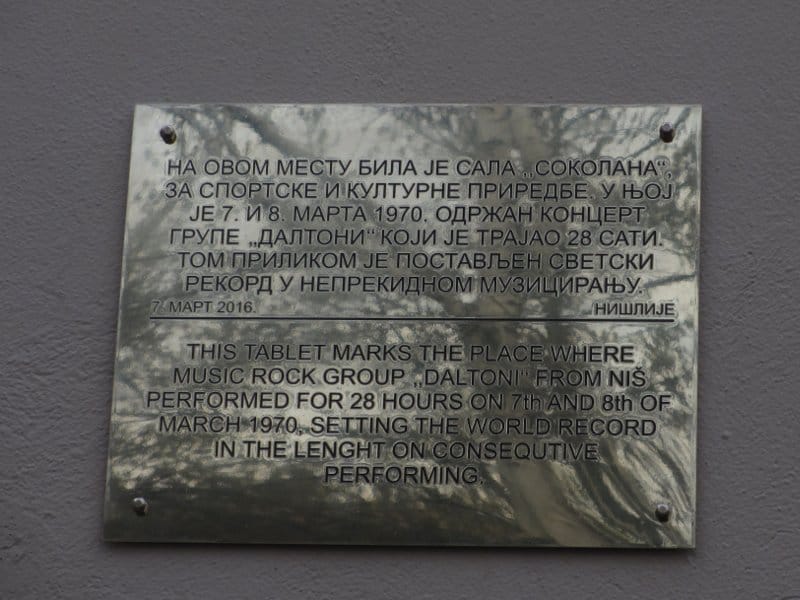 НА ОВОМ МЕСТУ БИЛА ЈЕ САЛА „СОКОЛАНА“,
ЗА СПОРТСКЕ И КУЛТУРНЕ ПРИРЕДБЕ. У ЊОЈ
ЈЕ 7. И 8. МАРТА 1970. ОДРЖАН КОНЦЕРТ
ГРУПЕ „ДАЛТОНИ“ КОЈИ ЈЕ ТРАЈАО 28 САТИ.
ТОМ ПРИЛИКОМ ЈЕ ПОСТАВЉЕН СВЕТСКИ
РЕКОРД У НЕПРЕКИДНОМ МУЗИЦИРАЊУ.
7. МАРТ 2016. НИШЛИЈЕ
THIS TABLET MARKS THE PLACE WHERE
MUSIC ROCK GROUP „DALTONI“ FROM NIŠ
PERFORMED FOR 28 HOURS ON 7th AND 8th OF
MARCH 1970, SETTING THE WORLD RECORD
IN THE LENGHT ON CONSEQUTIVE
PERFORMING.